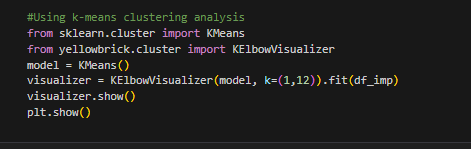 #Using k-means clustering analysis
from sklearn.cluster import KMeans
from yellowbrick.cluster import KElbowVisualizer
model = KMeans()
visualizer = KElbowVisualizer(model, k=(1,12)).fit(df_imp)
visualizer.show()
plt.show()